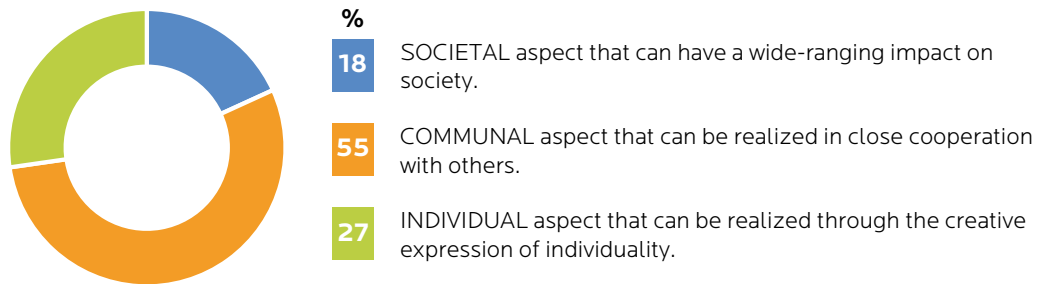 %
18
SOCIETAL aspect that can have a wide-ranging impact on
society.
55
COMMUNAL aspect that can be realized in close cooperation
with others.
27
INDIVIDUAL aspect that can be realized through the creative
expression of individuality.